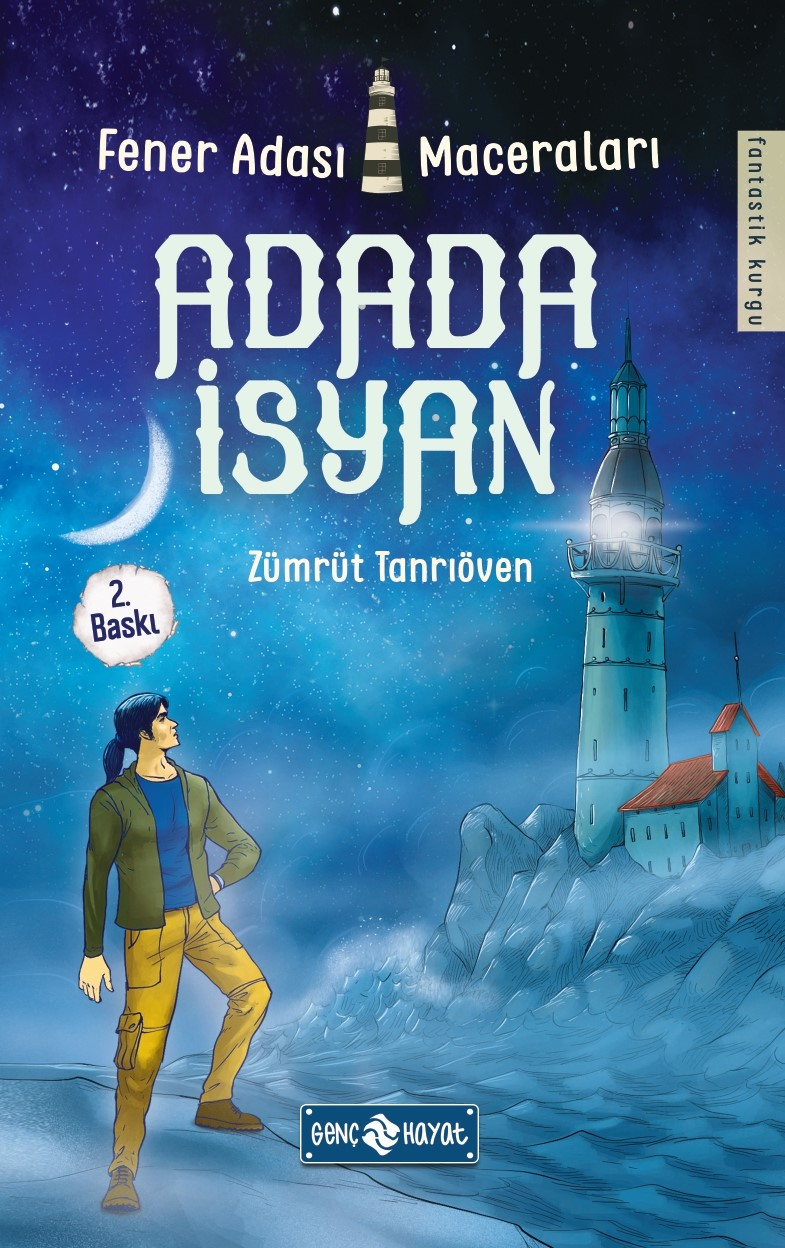 Fener Adası Maceraları
fantastik kurgu
ADADA
İSYAN
Zümrüt Tanrıöven
2.
Baskı
GENÇ HAYAT